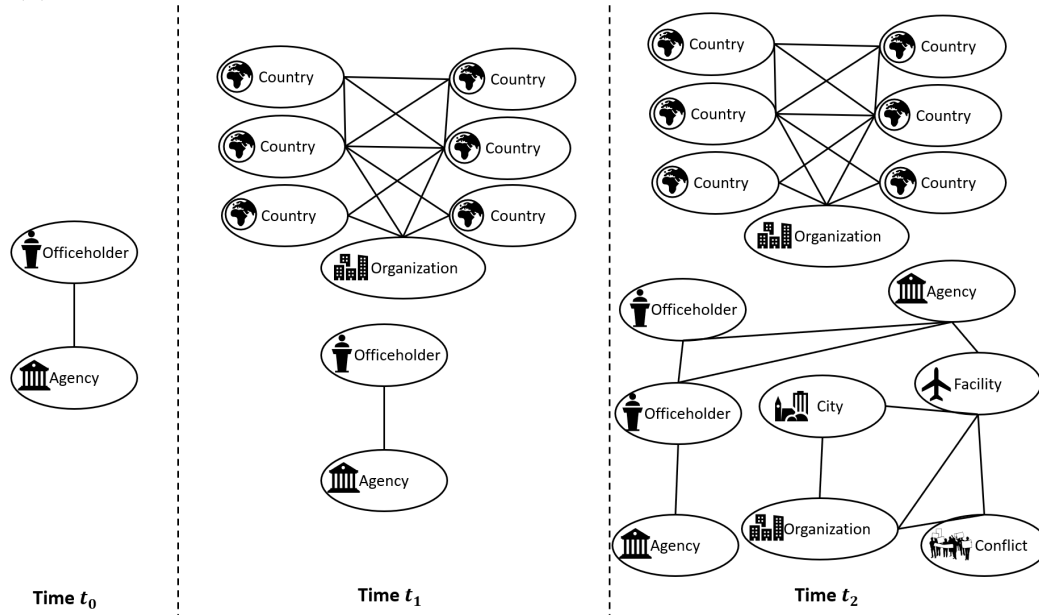 Officeholder
Agency
Time t₀
Country Country
Country Country
Country Country
Organization
Officeholder
Agency
Time t₁
Country Country
Country Country
Country Country
Organization
Agency
Officeholder
Facility
City
Officeholder
Organization
Agency
Conflict
Time t₂